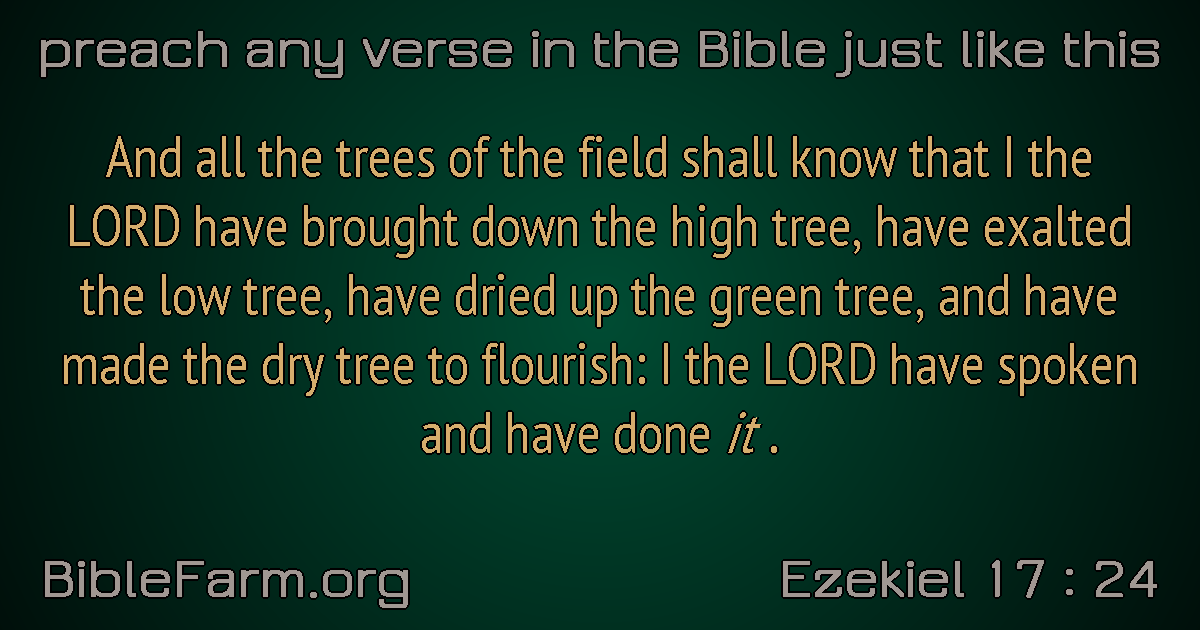 preach any verse in the Bible just like this
And all the trees of the field shall know that I the
LORD have brought down the high tree, have exalted
the low tree, have dried up the green tree, and have
made the dry tree to flourish: I the LORD have spoken
and have done it .
BibleFarm.org
Ezekiel 17 : 24